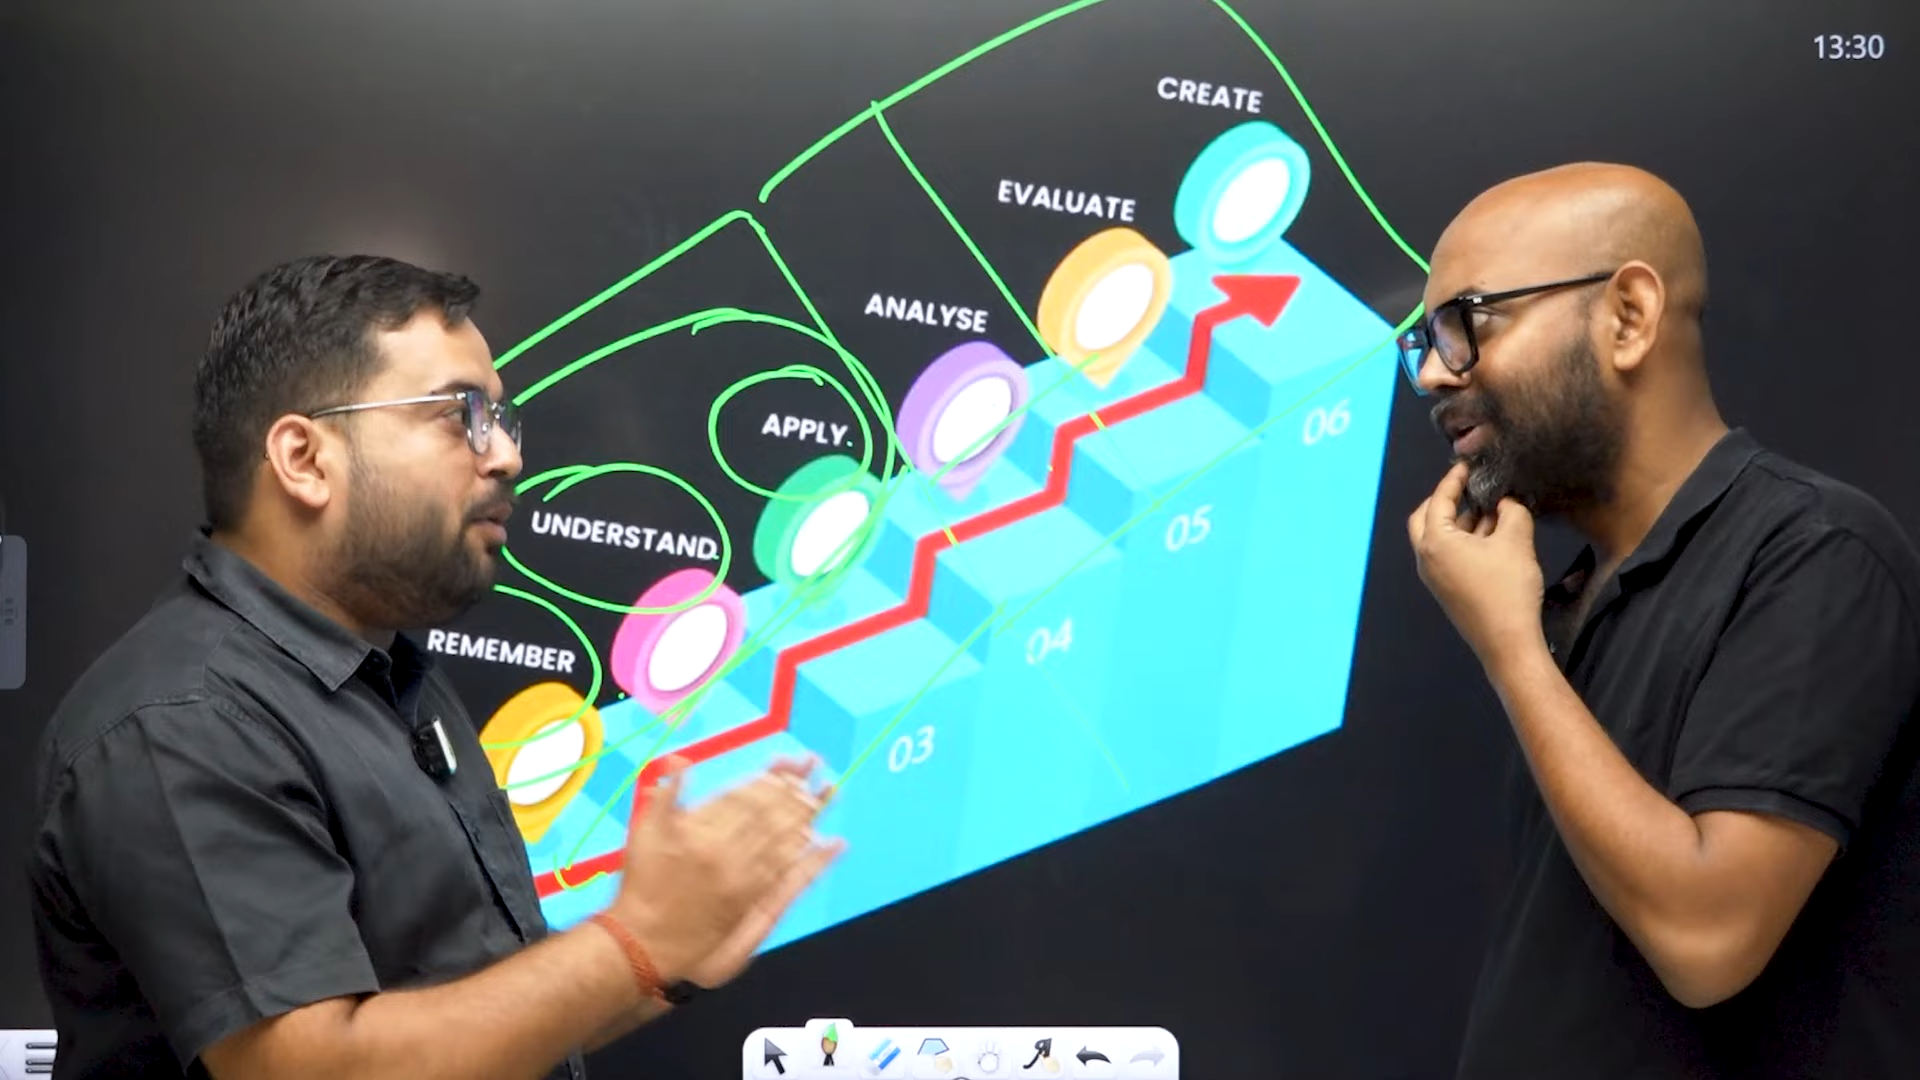 13:30
CREATE
EVALUATE
ANALYSE
APPLY
UNDERSTAND
REMEMBER
06
05
04
03